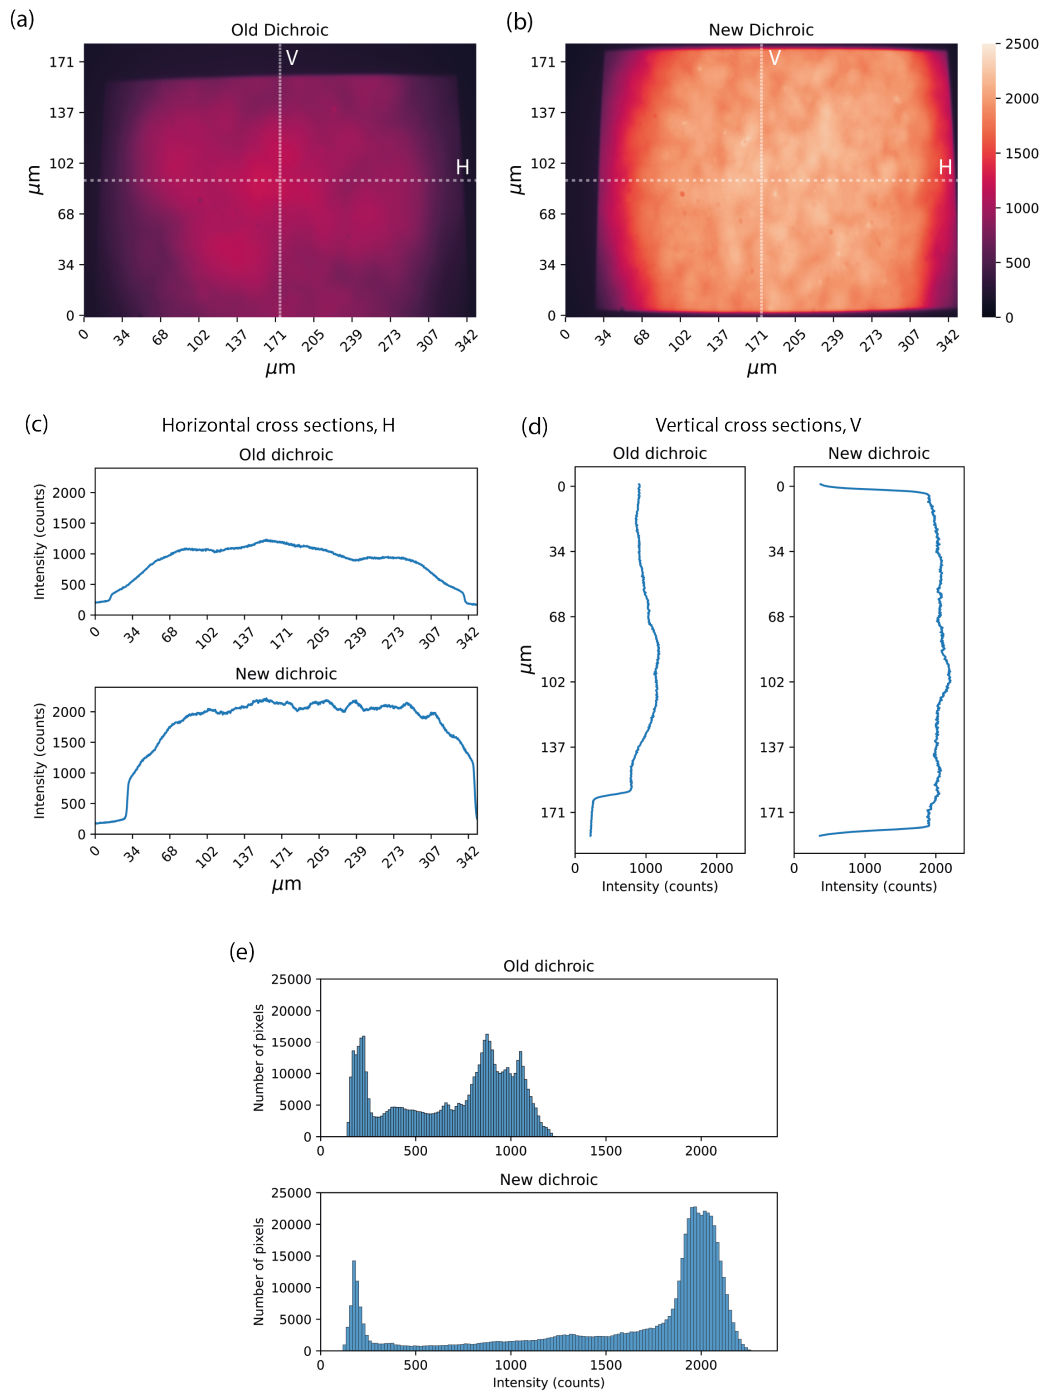 (a)
Old Dichroic
V
H
171
137
102
68
34
0
μm
0 34 68 102 137 171 205 239 273 307 342
μm
(b)
New Dichroic
V
H
171
137
102
68
34
0
μm
0 34 68 102 137 171 205 239 273 307 342
μm
2500
2000
1500
1000
500
0
(c)
Horizontal cross sections, H
Old dichroic
2000
1500
1000
500
0
Intensity (counts)
0 34 68 102 137 171 205 239 273 307 342
New dichroic
2000
1500
1000
500
0
Intensity (counts)
0 34 68 102 137 171 205 239 273 307 342
μm
(d)
Vertical cross sections, V
Old dichroic
0
34
68
102
137
171
μm
0 1000 2000
Intensity (counts)
New dichroic
0
34
68
102
137
171
0 1000 2000
Intensity (counts)
(e)
Old dichroic
25000
20000
15000
10000
5000
0
Number of pixels
0 500 1000 1500 2000
New dichroic
25000
20000
15000
10000
5000
0
Number of pixels
0 500 1000 1500 2000
Intensity (counts)